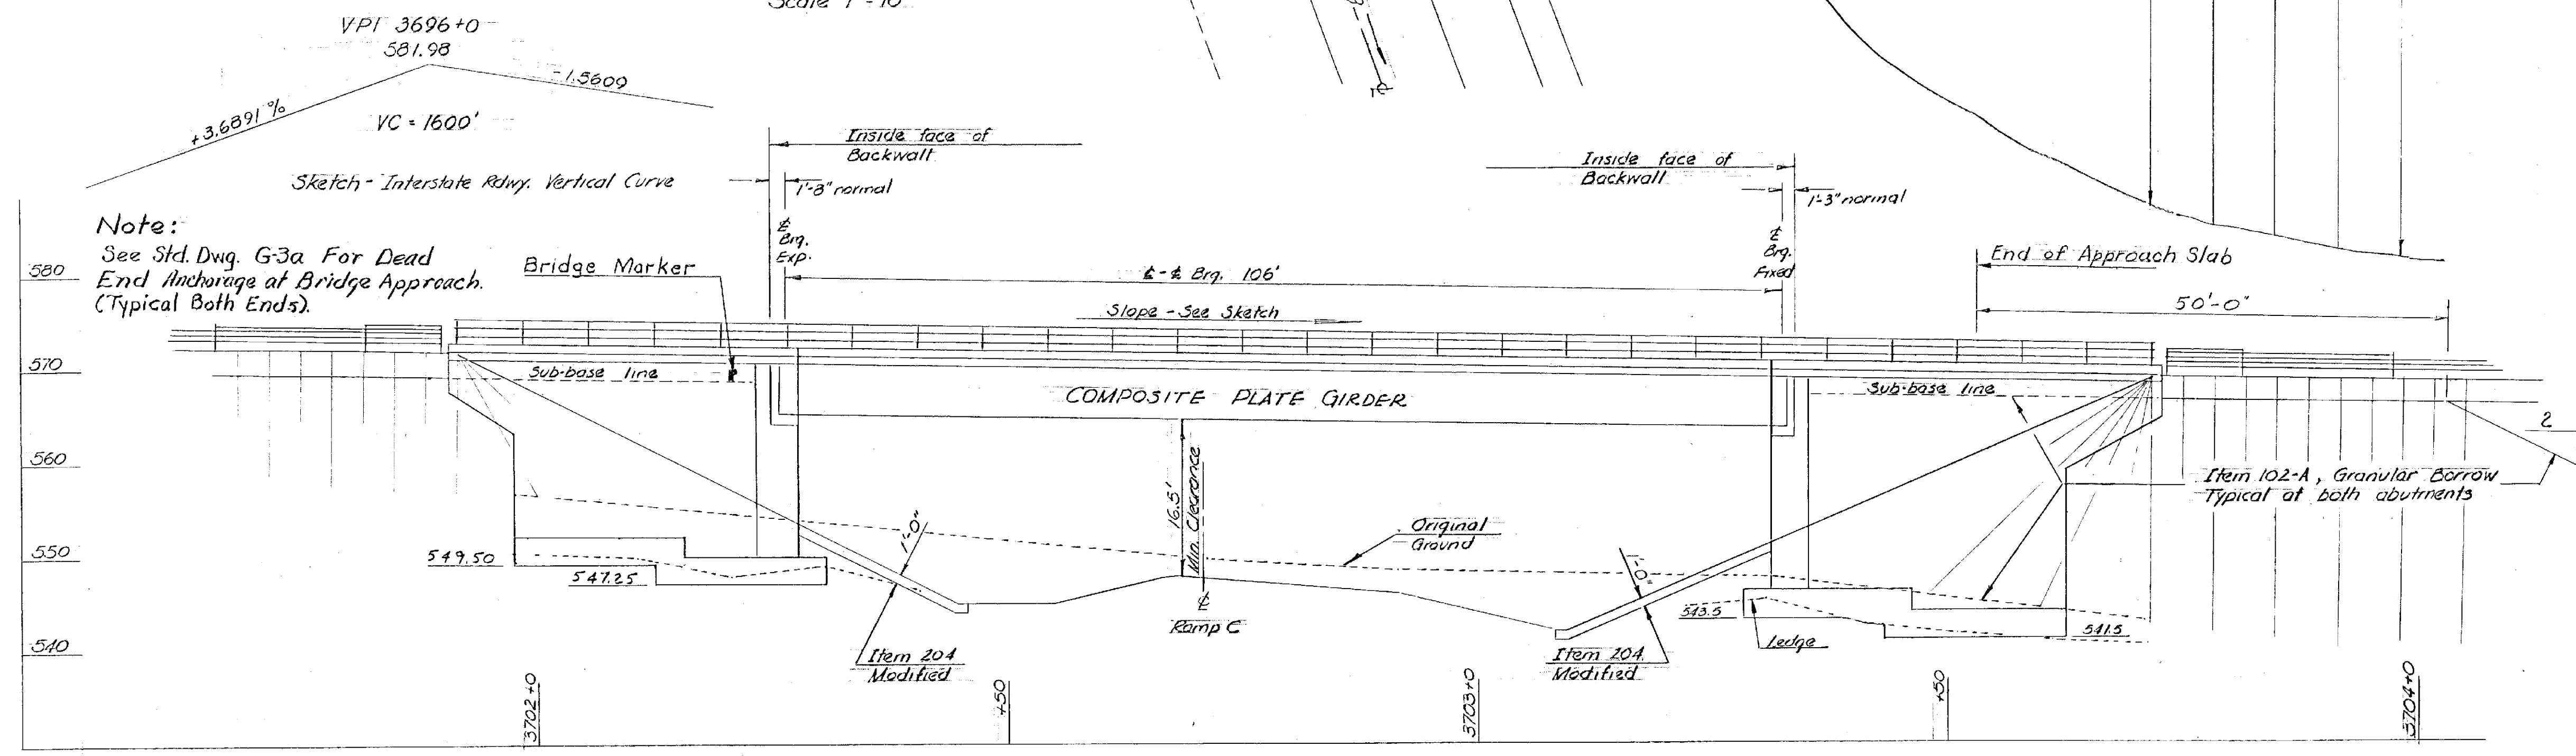 Scale 1"=10'
VPI 3696+0
581.98
+3.6891 %
-1.5609
VC = 1600'
Sketch - Interstate Rdwy. Vertical Curve
Inside face of
Backwall
1'-8" normal
Inside face of
Backwall
1'-3" normal
Note:
See Std. Dwg. G-3a For Dead
End Anchorage at Bridge Approach.
(Typical Both Ends).
Bridge Marker
℄
Brg.
Exp.
℄-℄ Brg. 106'
℄
Brg.
Fixed
End of Approach Slab
50'-0"
Slope - See Sketch
580
570
560
550
540
Sub-base line
COMPOSITE PLATE GIRDER
Sub-base line
2
16.5'
Min. Clearance
Item 102-A, Granular Borrow
Typical at both abutments
Original
Ground
1'-0"
1'-0"
549.50
547.25
℄
Ramp C
543.5
541.5
Ledge
Item 204
Modified
Item 204
Modified
3702+0
+50
3703+0
+50
3704+0